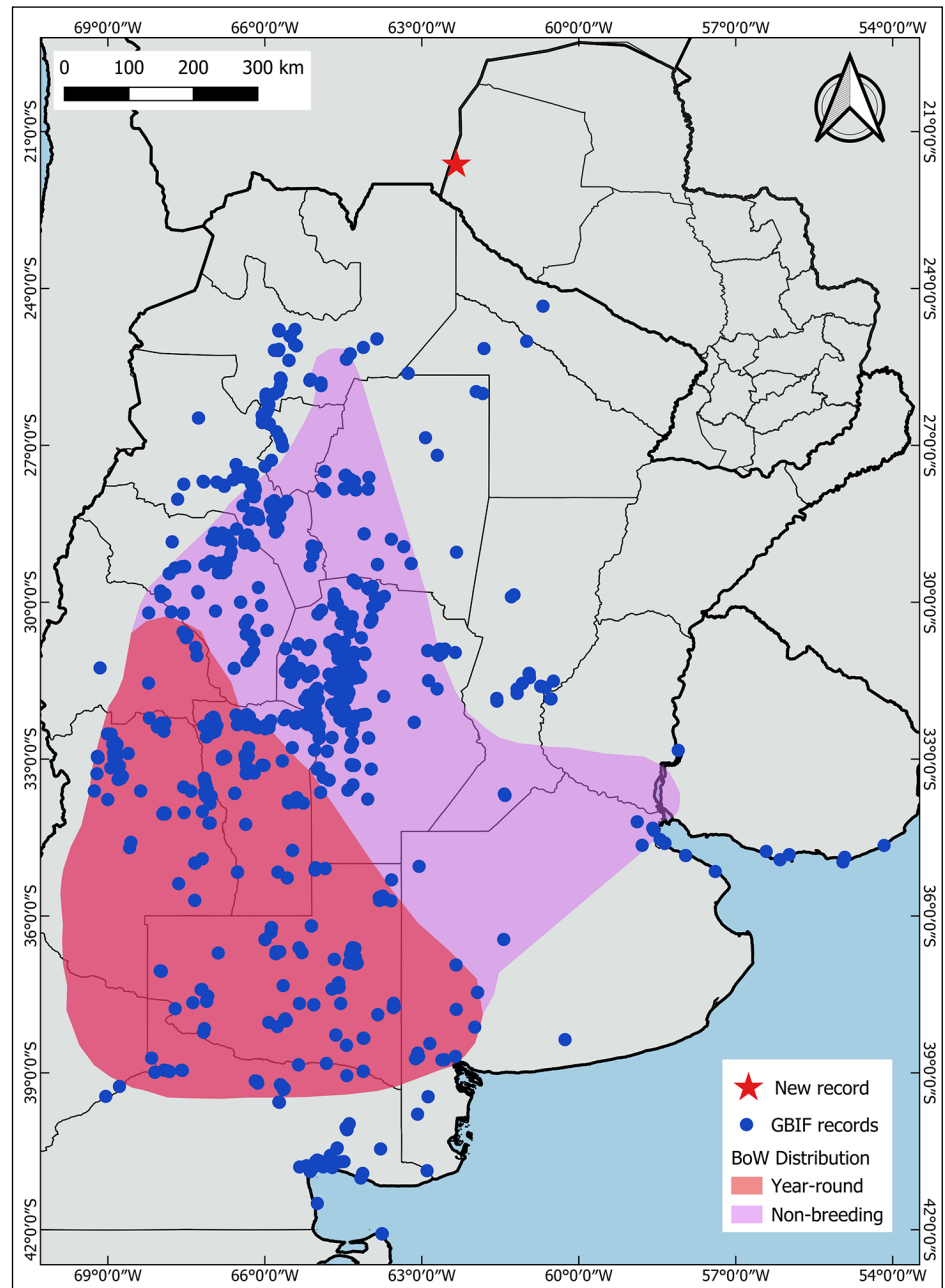 69°0'0"W 66°0'0"W 63°0'0"W 60°0'0"W 57°0'0"W 54°0'0"W
0 100 200 300 km
21°0'0"S 21°0'0"S
24°0'0"S 24°0'0"S
27°0'0"S 27°0'0"S
30°0'0"S 30°0'0"S
33°0'0"S 33°0'0"S
36°0'0"S 36°0'0"S
39°0'0"S 39°0'0"S
New record
GBIF records
BoW Distribution
Year-round
Non-breeding
42°0'0"S 42°0'0"S
69°0'0"W 66°0'0"W 63°0'0"W 60°0'0"W 57°0'0"W 54°0'0"W